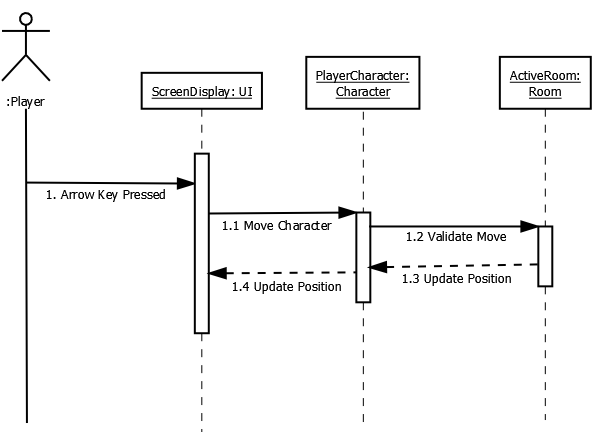 :Player
ScreenDisplay: UI
PlayerCharacter:
Character
ActiveRoom:
Room
1. Arrow Key Pressed
1.1 Move Character
1.2 Validate Move
1.3 Update Position
1.4 Update Position